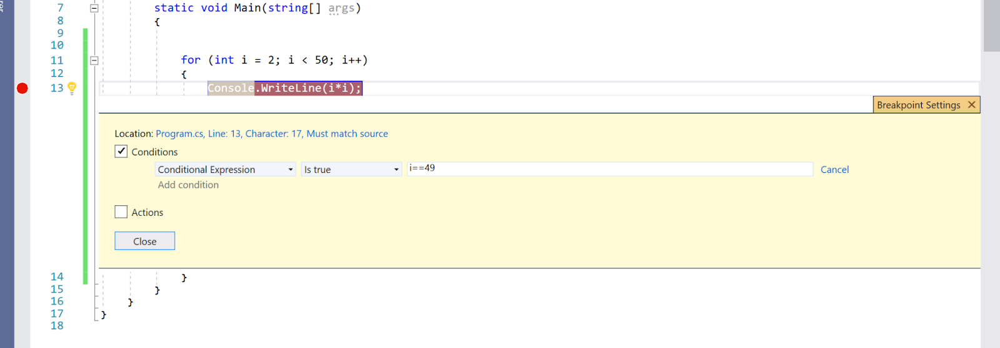 7 static void Main(string[] args)
8 {
9
10
11 for (int i = 2; i < 50; i++)
12 {
13 Console.WriteLine(i*i);
Breakpoint Settings
Location: Program.cs, Line: 13, Character: 17, Must match source
Conditions
Conditional Expression Is true i==49 Cancel
Add condition
Actions
Close
14 }
15 }
16 }
17 }
18